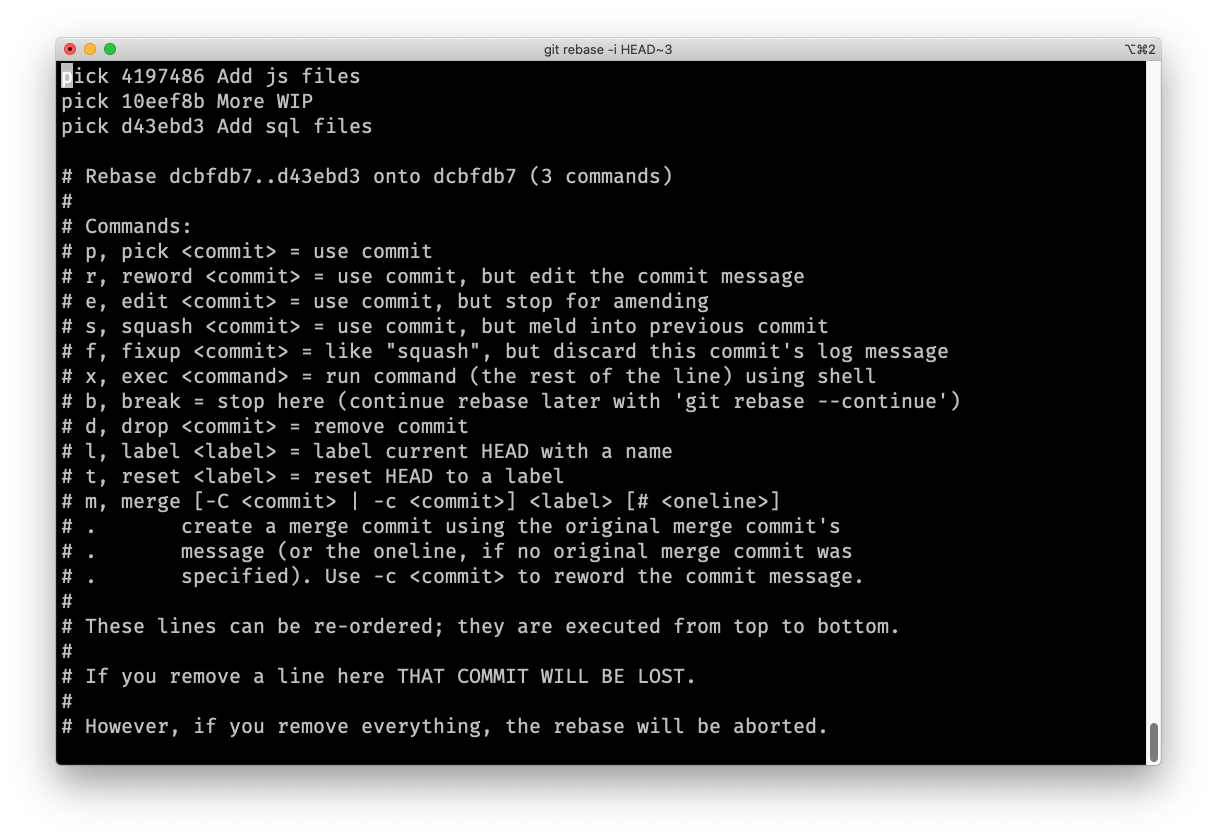 git rebase -i HEAD~3
⌥⌘2
pick 4197486 Add js files
pick 10eef8b More WIP
pick d43ebd3 Add sql files
# Rebase dcbfdb7..d43ebd3 onto dcbfdb7 (3 commands)
#
# Commands:
# p, pick <commit> = use commit
# r, reword <commit> = use commit, but edit the commit message
# e, edit <commit> = use commit, but stop for amending
# s, squash <commit> = use commit, but meld into previous commit
# f, fixup <commit> = like "squash", but discard this commit's log message
# x, exec <command> = run command (the rest of the line) using shell
# b, break = stop here (continue rebase later with 'git rebase --continue')
# d, drop <commit> = remove commit
# l, label <label> = label current HEAD with a name
# t, reset <label> = reset HEAD to a label
# m, merge [-C <commit> | -c <commit>] <label> [# <oneline>]
# .       create a merge commit using the original merge commit's
# .       message (or the oneline, if no original merge commit was
# .       specified). Use -c <commit> to reword the commit message.
#
# These lines can be re-ordered; they are executed from top to bottom.
#
# If you remove a line here THAT COMMIT WILL BE LOST.
#
# However, if you remove everything, the rebase will be aborted.